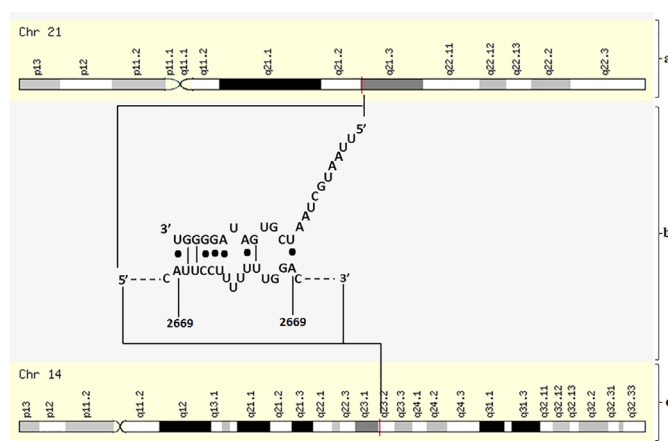 Chr 21
p13 p12 p11.2 p11.1 q11.1 q11.2 q21.1 q21.2 q21.3 q22.11 q22.12 q22.13 q22.2 q22.3
a
5’
U
U
A
A
U
G
C
U
A
A
3’ U UG
UGGGGA AG CU
b
5’ C AUUCCU U U U UU UG GA C 3’
2669 2669
Chr 14
p13 p12 p11.2 q11.2 q12 q13.1 q21.1 q21.2 q21.3 q22.1 q22.2 q23.1 q23.2 q23.3 q24.1 q24.2 q24.3 q31.1 q31.3 q32.11 q32.12 q32.13 q32.2 q32.31 q32.33